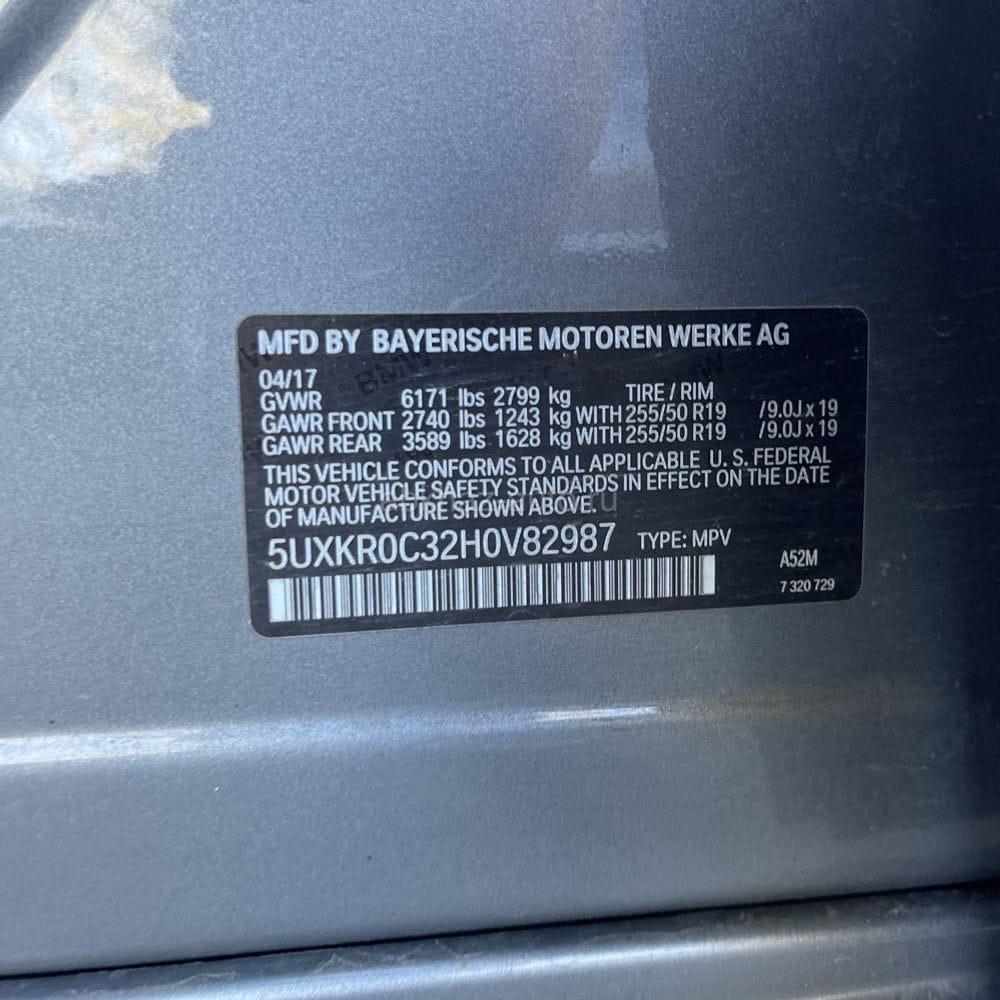 MFD BY BAYERISCHE MOTOREN WERKE AG
04/17
GVWR 6171 lbs 2799 kg TIRE / RIM
GAWR FRONT 2740 lbs 1243 kg WITH 255/50 R19 /9.0J x 19
GAWR REAR 3589 lbs 1628 kg WITH 255/50 R19 /9.0J x 19
THIS VEHICLE CONFORMS TO ALL APPLICABLE U. S. FEDERAL
MOTOR VEHICLE SAFETY STANDARDS IN EFFECT ON THE DATE
OF MANUFACTURE SHOWN ABOVE.
5UXKR0C32H0V82987 TYPE: MPV
A52M
7 320 729